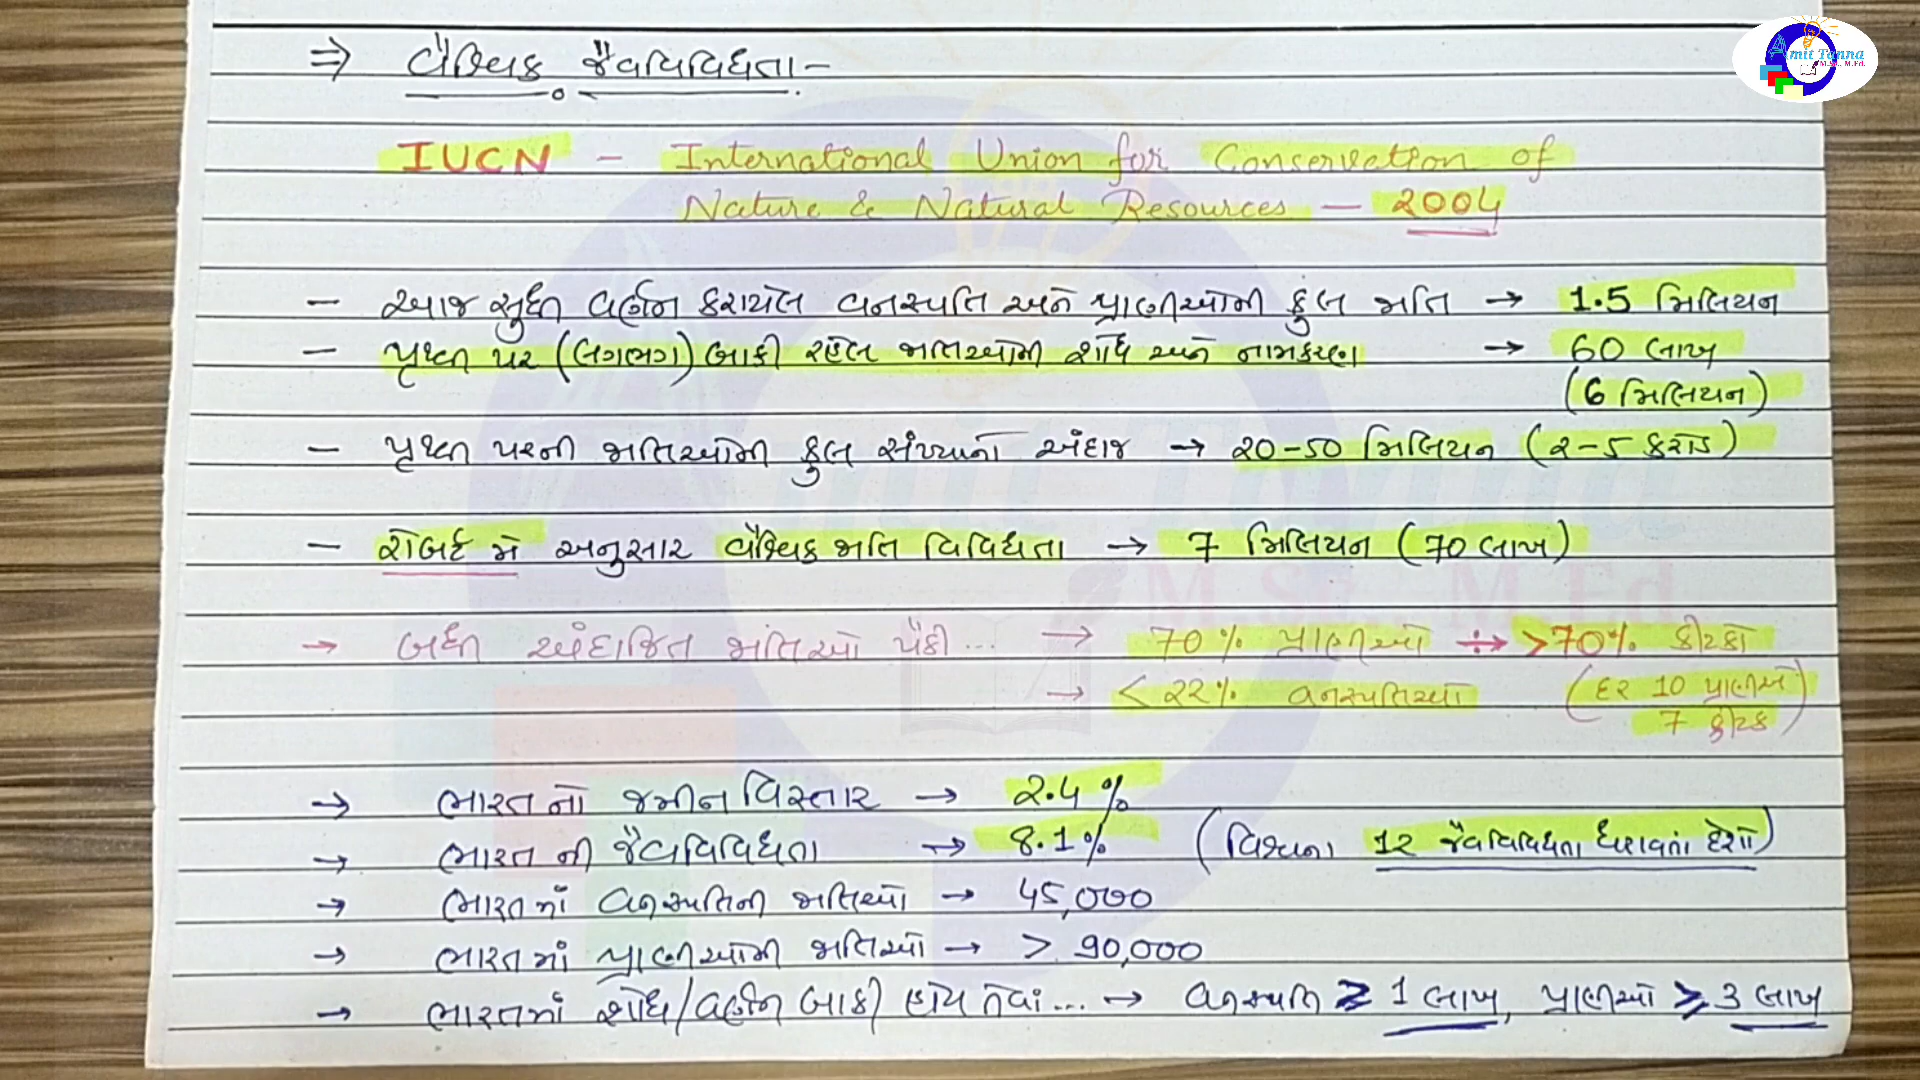 ⇒ વૈશ્વિક જૈવવિવિધતા -
IUCN - International Union for Conservation of
Nature & Natural Resources - 2004
- આજ સુધી વર્ણન કરાયેલ વનસ્પતિ અને પ્રાણીઓની કુલ જાતિ → 1.5 મિલિયન
- પૃથ્વી પર (લગભગ) બાકી રહેલ જાતિઓની શોધ અને નામકરણ → 60 લાખ
(6 મિલિયન)
- પૃથ્વી પરની જાતિઓની કુલ સંખ્યાનો અંદાજ → 20-50 મિલિયન (2-5 કરોડ)
- રોબર્ટ મે અનુસાર વૈશ્વિક જાતિ વિવિધતા → 7 મિલિયન (70 લાખ)
→ બધી અંદાજિત જાતિઓ પૈકી... → 70% પ્રાણીઓ ÷→ >70% કીટકો
→ < 22% વનસ્પતિઓ (દર 10 પ્રાણીએ
7 કીટક)
→ ભારતનો જમીન વિસ્તાર → 2.4%
→ ભારતની જૈવવિવિધતા → 8.1% (વિશ્વના 12 જૈવવિવિધતા ધરાવતાં દેશો)
→ ભારતમાં વનસ્પતિની જાતિઓ → 45,000
→ ભારતમાં પ્રાણીઓની જાતિઓ → > 90,000
→ ભારતમાં શોધ/વર્ણન બાકી હોય તેવાં... → વનસ્પતિ ≥ 1 લાખ, પ્રાણીઓ ≥ 3 લાખ
Amit Tanna
M.Sc., M.Ed.